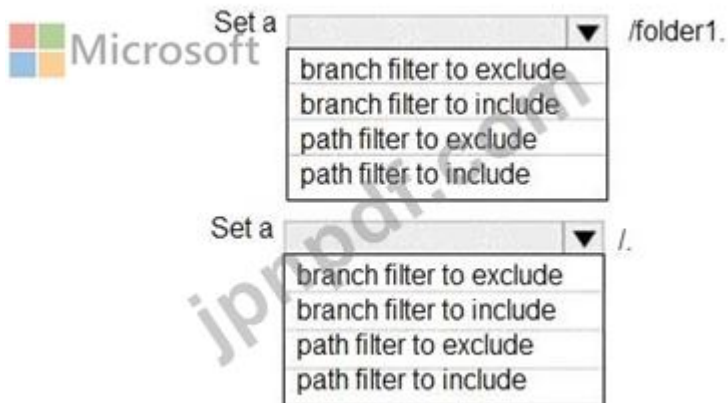 Microsoft
Set a /folder1.
branch filter to exclude
branch filter to include
path filter to exclude
path filter to include
Set a /.
branch filter to exclude
branch filter to include
path filter to exclude
path filter to include
jpnpdf.com